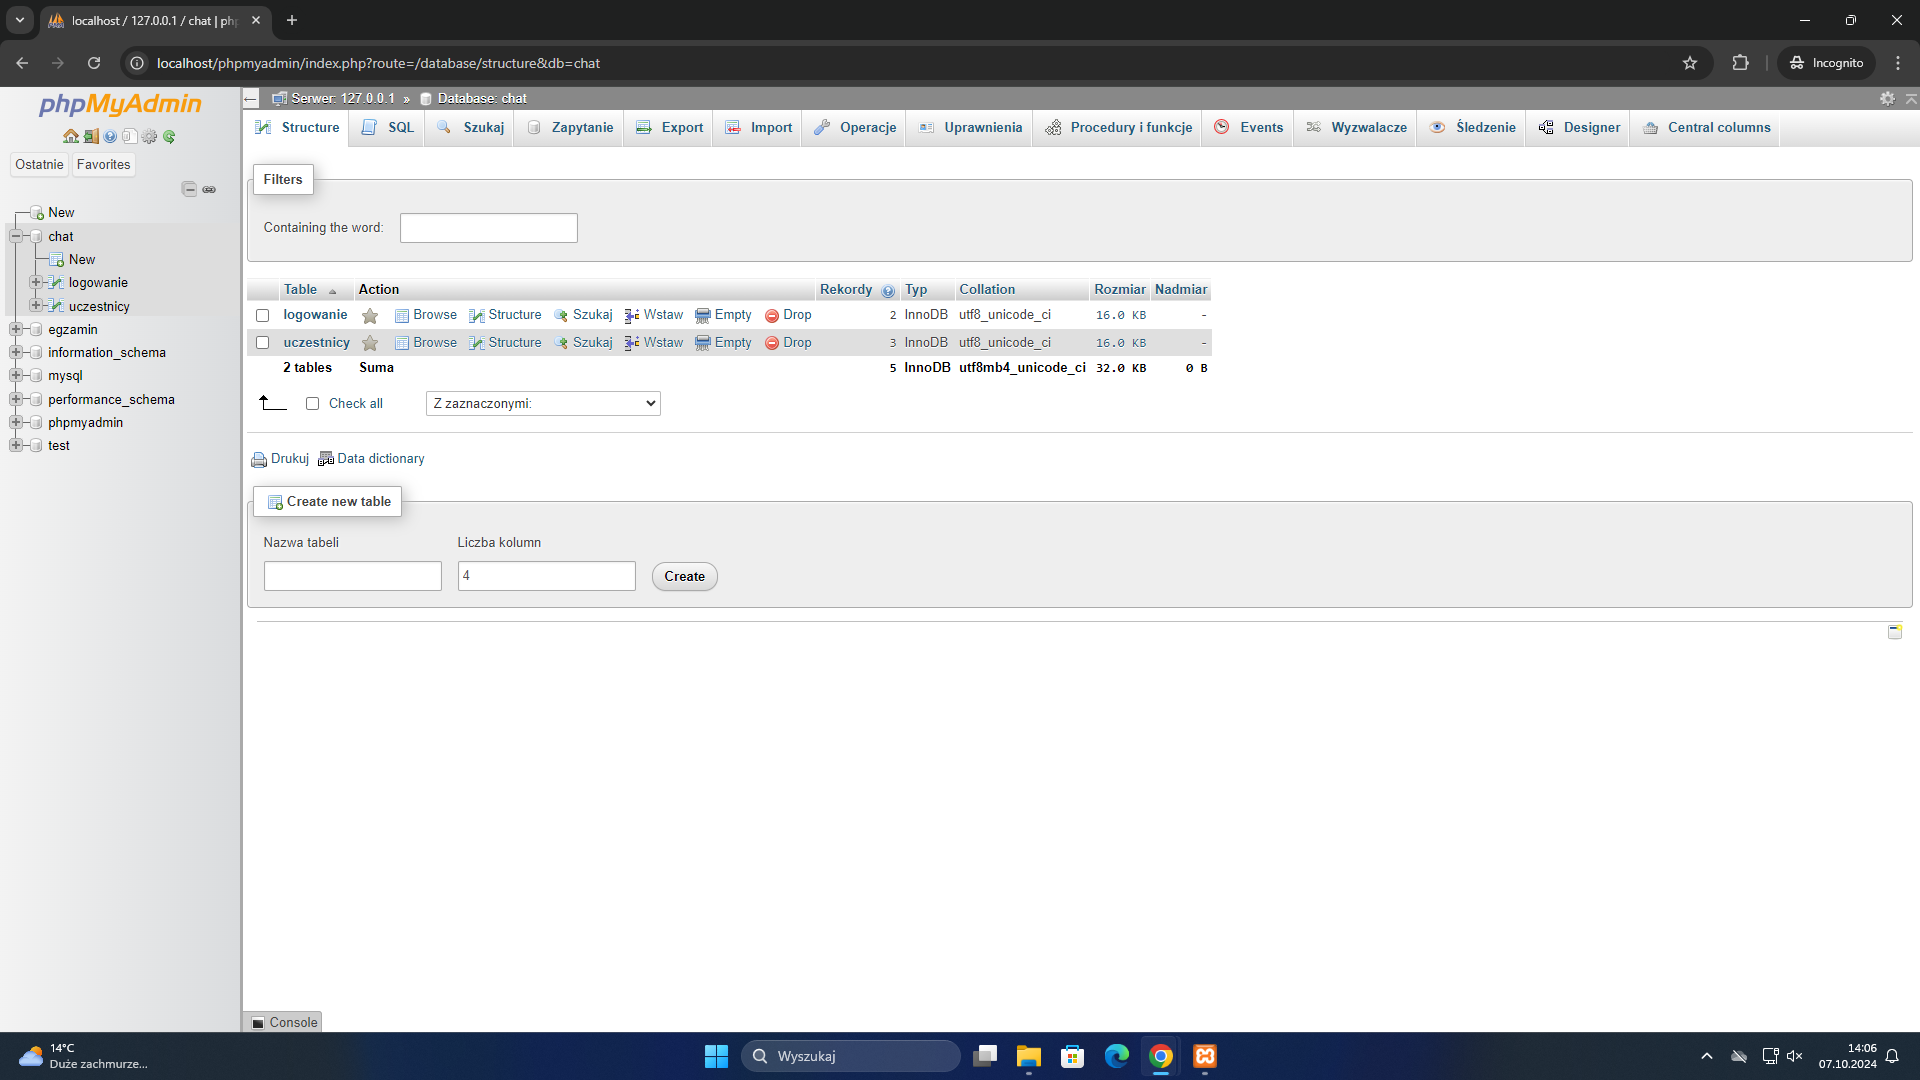 localhost / 127.0.0.1 / chat | php
localhost/phpmyadmin/index.php?route=/database/structure&db=chat
Incognito
phpMyAdmin
Ostatnie Favorites
New
chat
New
logowanie
uczestnicy
egzamin
information_schema
mysql
performance_schema
phpmyadmin
test
Serwer: 127.0.0.1 » Database: chat
Structure SQL Szukaj Zapytanie Export Import Operacje Uprawnienia Procedury i funkcje Events Wyzwalacze Śledzenie Designer Central columns
Filters
Containing the word:
Table Action Rekordy Typ Collation Rozmiar Nadmiar
logowanie Browse Structure Szukaj Wstaw Empty Drop 2 InnoDB utf8_unicode_ci 16.0 KB -
uczestnicy Browse Structure Szukaj Wstaw Empty Drop 3 InnoDB utf8_unicode_ci 16.0 KB -
2 tables Suma 5 InnoDB utf8mb4_unicode_ci 32.0 KB 0 B
Check all Z zaznaczonymi:
Drukuj Data dictionary
Create new table
Nazwa tabeli Liczba kolumn
4 Create
Console
14°C
Duże zachmurze...
Wyszukaj
14:06
07.10.2024